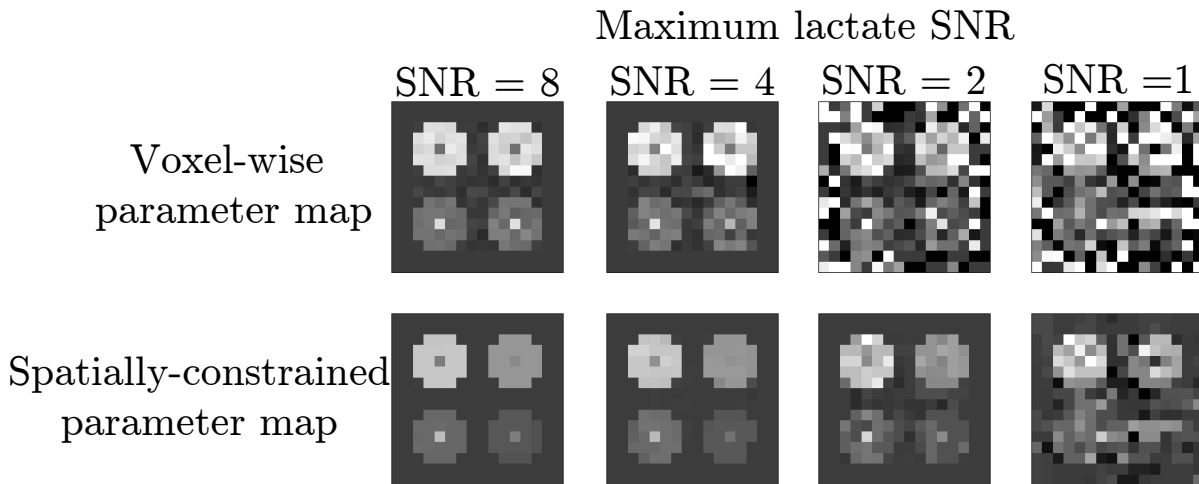 Maximum lactate SNR
SNR = 8 SNR = 4 SNR = 2 SNR =1
Voxel-wise
parameter map
Spatially-constrained
parameter map